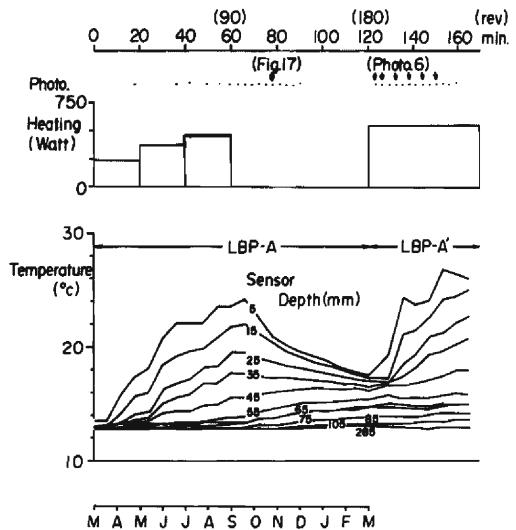 (90) (180) (rev)
0 20 40 60 80 100 120 140 160 min.
(Fig.17) (Photo.6)
Photo.
750
Heating
(Watt)
0
30
LBP-A LBP-A'
Temperature
(°c)
Sensor
Depth(mm)
5
15
20
25
35
45
55
65
75
85
105
205
10
M A M J J A S O N D J F M